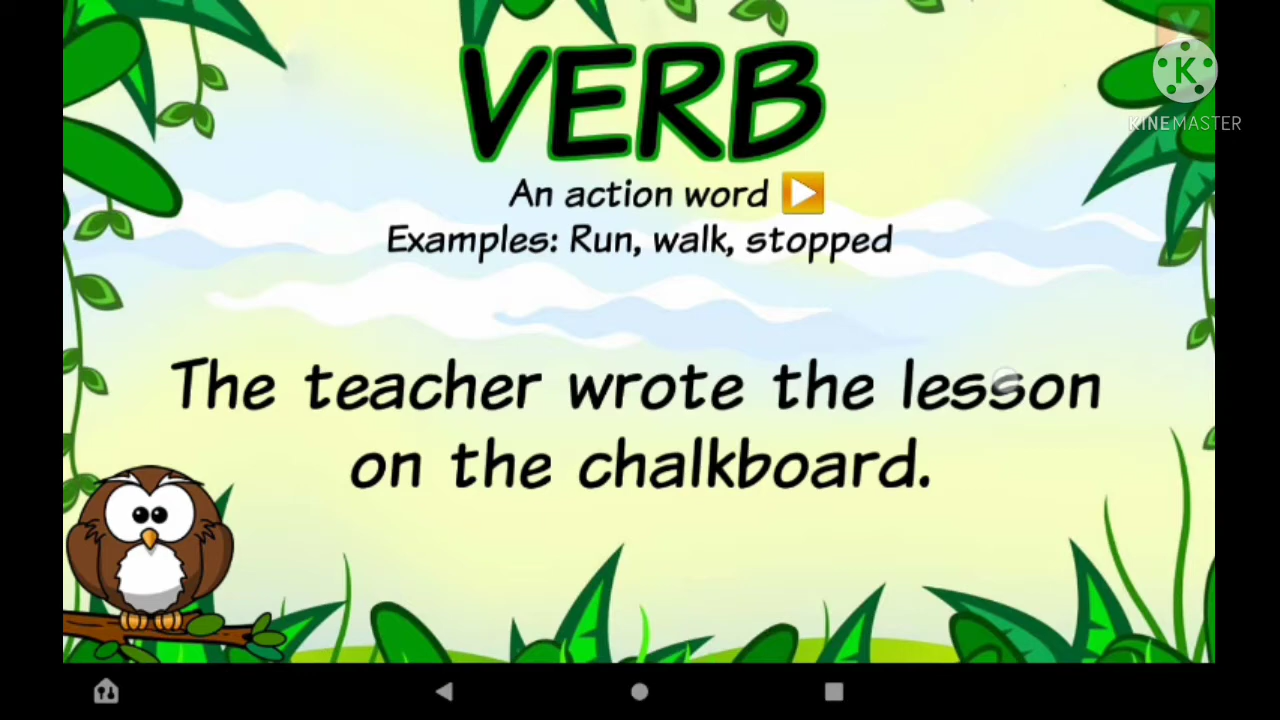 VERB
K
KINEMASTER
An action word
Examples: Run, walk, stopped
The teacher wrote the lesson
on the chalkboard.